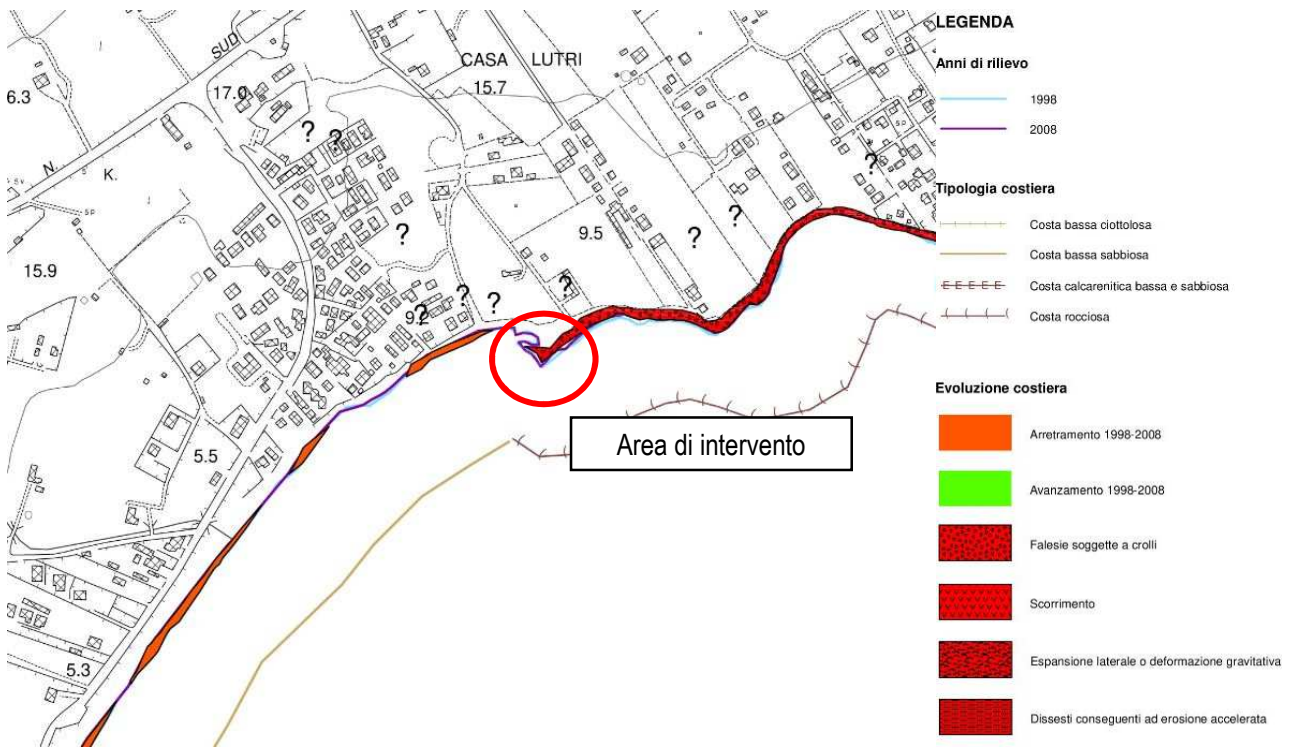 SUD
CASA LUTRI
6.3
17.0
15.7
N.
K.
s v
s p
s.p
?
?
?
?
?
?
?
?
?
?
15.9
9.5
9.2
5.5
5.3
Area di intervento
LEGENDA
Anni di rilievo
1998
2008
Tipologia costiera
Costa bassa ciottolosa
Costa bassa sabbiosa
E E E E E Costa calcarenitica bassa e sabbiosa
Costa rocciosa
Evoluzione costiera
Arretramento 1998-2008
Avanzamento 1998-2008
Falesie soggette a crolli
Scorrimento
Espansione laterale o deformazione gravitativa
Dissesti conseguenti ad erosione accelerata